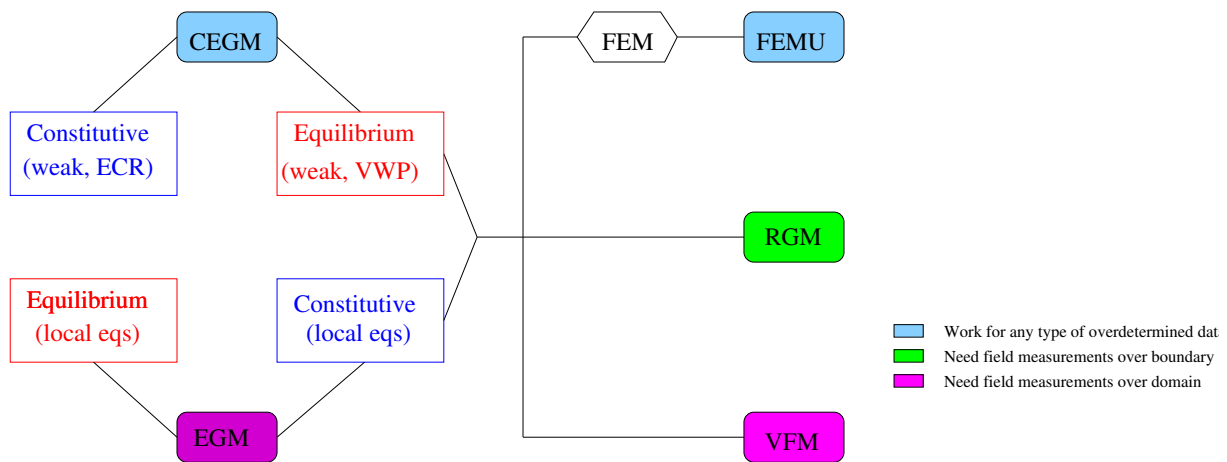 CEGM
FEM
FEMU
Constitutive
(weak, ECR)
Equilibrium
(weak, VWP)
RGM
Equilibrium
(local eqs)
Constitutive
(local eqs)
Work for any type of overdetermined dat
Need field measurements over boundary
Need field measurements over domain
EGM
VFM